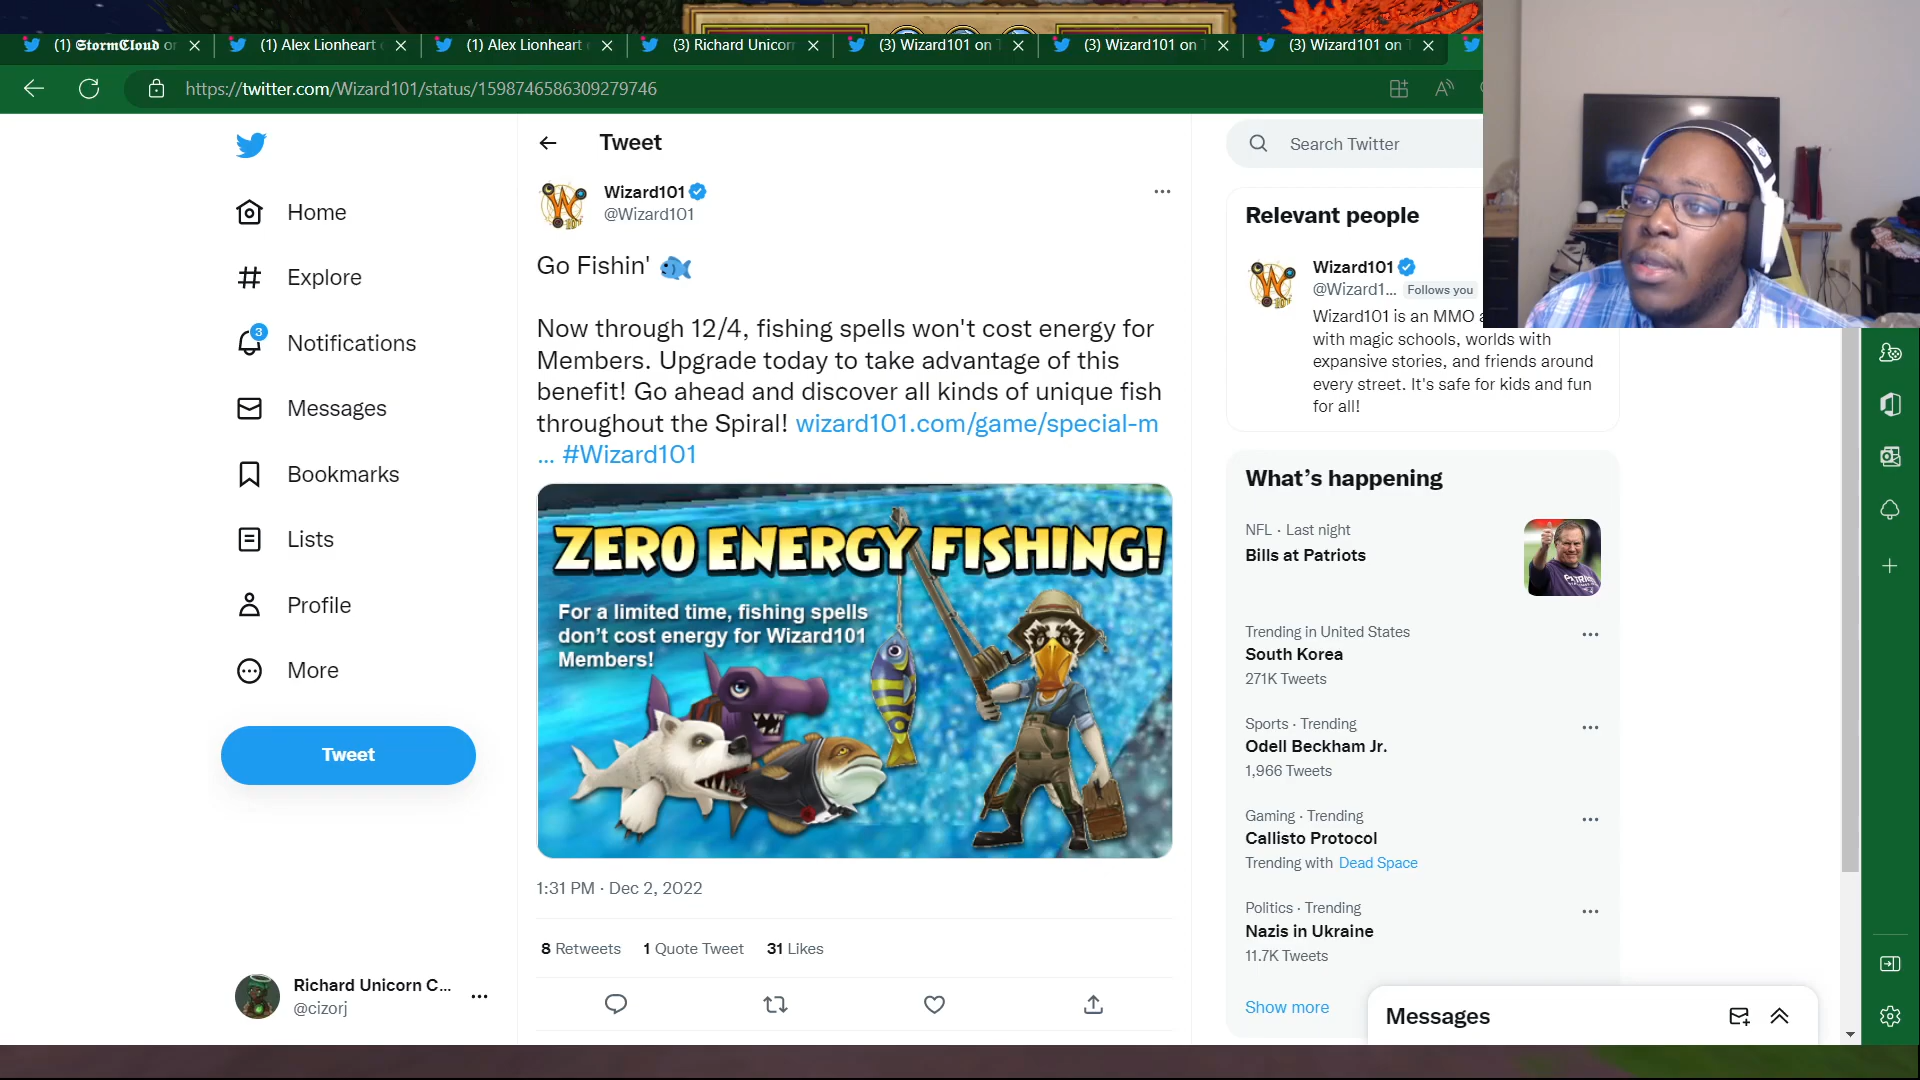 (1) StormCloud or
(1) Alex Lionheart
(1) Alex Lionheart
(3) Richard Unicorn
(3) Wizard101 on T
(3) Wizard101 on T
(3) Wizard101 on T
https://twitter.com/Wizard101/status/1598746586309279746
Home
Explore
3
Notifications
Messages
Bookmarks
Lists
Profile
More
Tweet
Richard Unicorn C...
@cizorj
Tweet
Wizard101
@Wizard101
Go Fishin'
Now through 12/4, fishing spells won't cost energy for
Members. Upgrade today to take advantage of this
benefit! Go ahead and discover all kinds of unique fish
throughout the Spiral! wizard101.com/game/special-m
... #Wizard101
ZERO ENERGY FISHING!
For a limited time, fishing spells
don't cost energy for Wizard101
Members!
1:31 PM · Dec 2, 2022
8 Retweets 1 Quote Tweet 31 Likes
Search Twitter
Relevant people
Wizard101
@Wizard1... Follows you
Wizard101 is an MMO
with magic schools, worlds with
expansive stories, and friends around
every street. It's safe for kids and fun
for all!
What's happening
NFL · Last night
Bills at Patriots
Trending in United States
South Korea
271K Tweets
Sports · Trending
Odell Beckham Jr.
1,966 Tweets
Gaming · Trending
Callisto Protocol
Trending with Dead Space
Politics · Trending
Nazis in Ukraine
11.7K Tweets
Show more
Messages